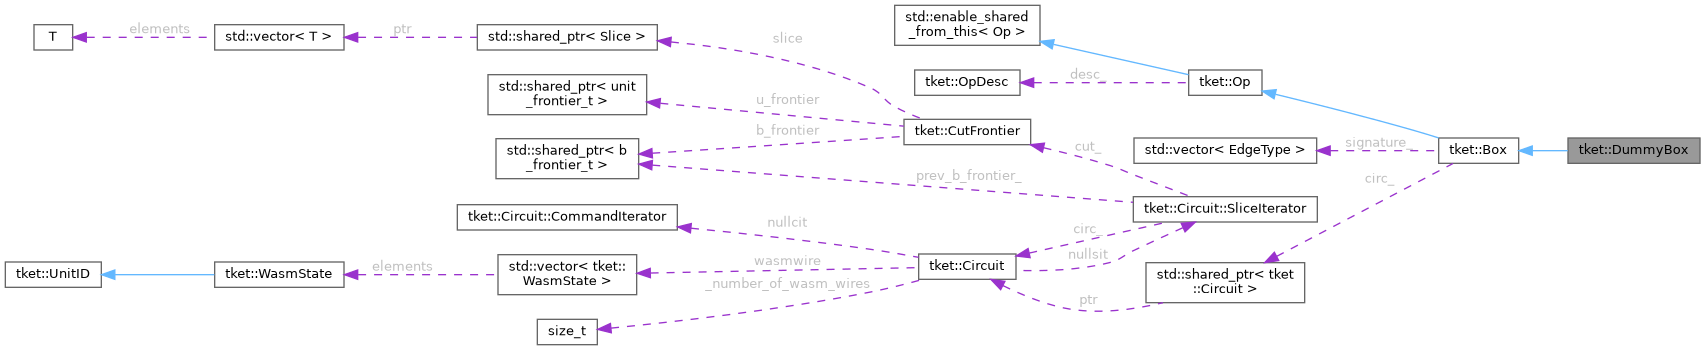 std::enable_shared
_from_this< Op >
T
elements
std::vector< T >
ptr
std::shared_ptr< Slice >
slice
tket::OpDesc
desc_
tket::Op
std::shared_ptr< unit
_frontier_t >
u_frontier
tket::CutFrontier
b_frontier
std::shared_ptr< b
_frontier_t >
cut_
std::vector< EdgeType >
signature_
tket::Box
tket::DummyBox
prev_b_frontier_
circ_
tket::Circuit::SliceIterator
tket::Circuit::CommandIterator
nullcit
circ_
nullsit
tket::UnitID
tket::WasmState
elements
std::vector< tket::
WasmState >
wasmwire
tket::Circuit
_number_of_wasm_wires
std::shared_ptr< tket
::Circuit >
ptr
size_t